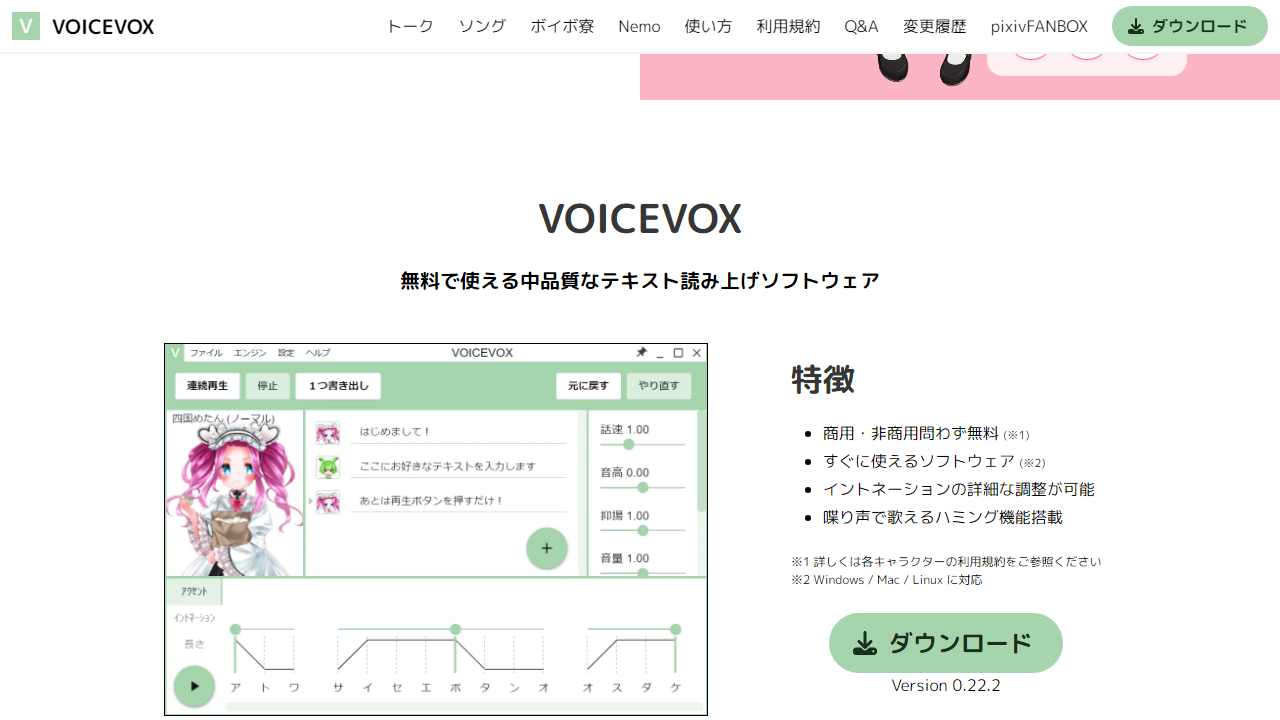 V VOICEVOX トーク ソング ボイボ寮 Nemo 使い方 利用規約 Q&A 変更履歴 pixivFANBOX ダウンロード
VOICEVOX
無料で使える中品質なテキスト読み上げソフトウェア
V ファイル エンジン 設定 ヘルプ VOICEVOX
連続再生 停止 1つ書き出し 元に戻す やり直す
四国めたん (ノーマル)
はじめまして！
ここにお好きなテキストを入力します
あとは再生ボタンを押すだけ！
話速 1.00
音高 0.00
抑揚 1.00
音量 1.00
アクセント
イントネーション
長さ
ア ト ワ サ イ セ エ ボ タ ン オ オ ス ダ ケ
特徴
商用・非商用問わず無料 (※1)
すぐに使えるソフトウェア (※2)
イントネーションの詳細な調整が可能
喋り声で歌えるハミング機能搭載
※1 詳しくは各キャラクターの利用規約をご参照ください
※2 Windows / Mac / Linux に対応
ダウンロード
Version 0.22.2